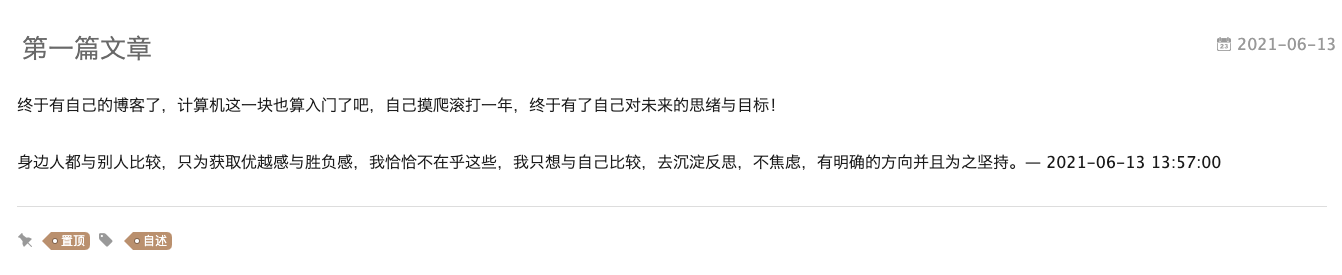 第一篇文章
2021-06-13
终于有自己的博客了，计算机这一块也算入门了吧，自己摸爬滚打一年，终于有了自己对未来的思绪与目标！
身边人都与别人比较，只为获取优越感与胜负感，我恰恰不在乎这些，我只想与自己比较，去沉淀反思，不焦虑，有明确的方向并且为之坚持。— 2021-06-13 13:57:00
置顶 自述